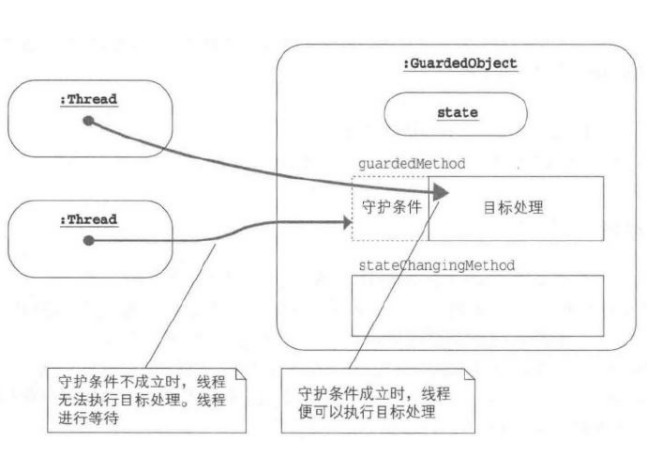 :GuardedObject
:Thread
state
guardedMethod
守护条件
目标处理
:Thread
stateChangingMethod
守护条件不成立时，线程
无法执行目标处理。线程
进行等待
守护条件成立时，线程
便可以执行目标处理